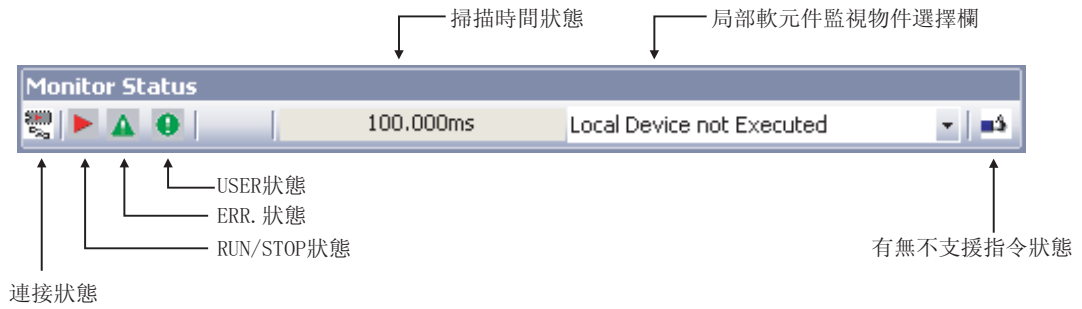 掃描時間狀態
局部軟元件監視物件選擇欄
Monitor Status
100.000ms
Local Device not Executed
USER狀態
ERR.狀態
RUN/STOP狀態
有無不支援指令狀態
連接狀態